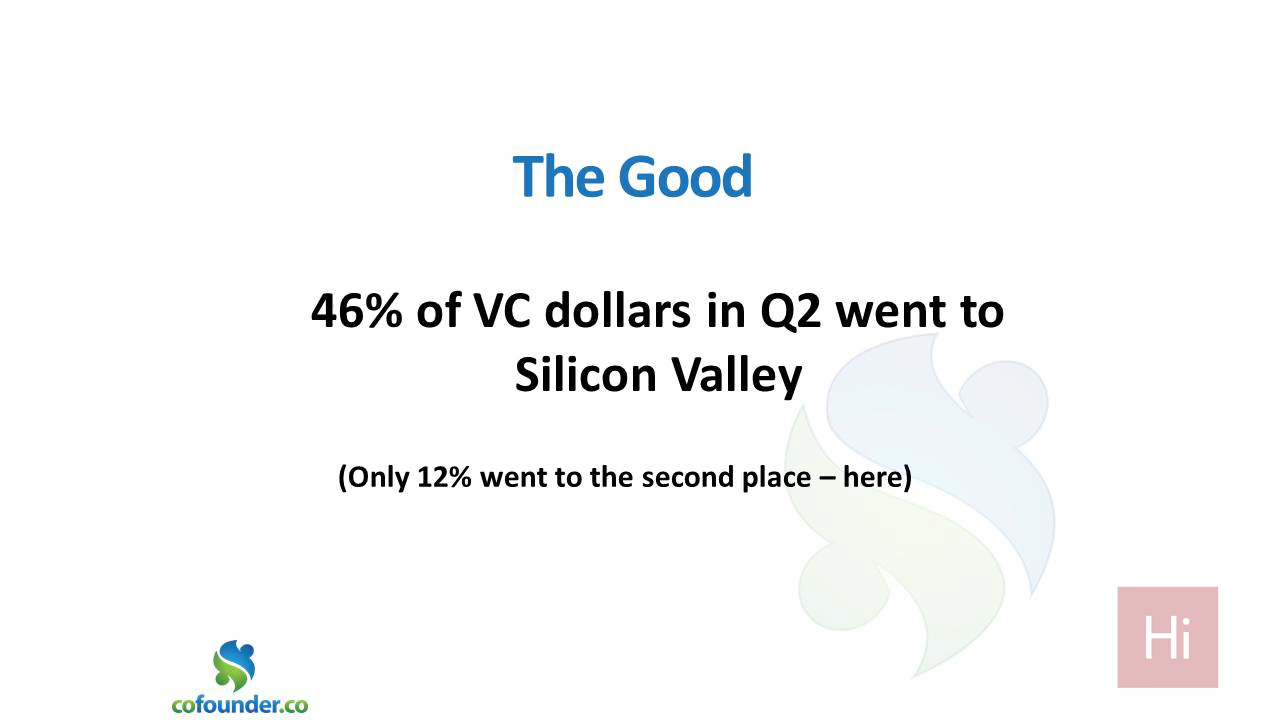 The Good
46% of VC dollars in Q2 went to
Silicon Valley
(Only 12% went to the second place – here)
cofounder.co
Hi